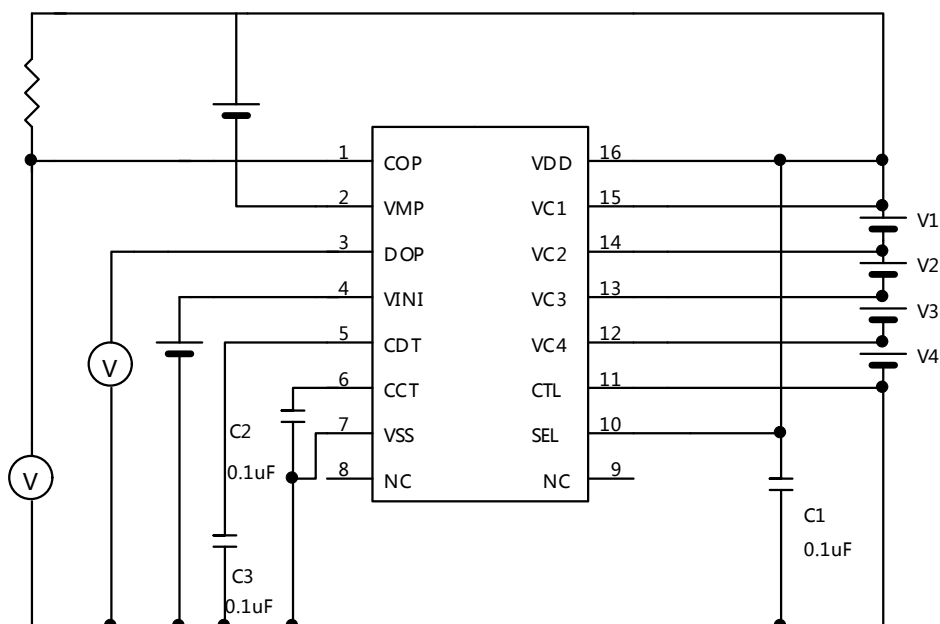 1 COP VDD 16
2 VMP VC1 15
V1
3 DOP VC2 14
V2
4 VINI VC3 13
V3
5 CDT VC4 12
V4
V
6 CCT CTL 11
C2
7 VSS SEL 10
0.1uF
8 NC NC 9
V
C1
0.1uF
C3
0.1uF